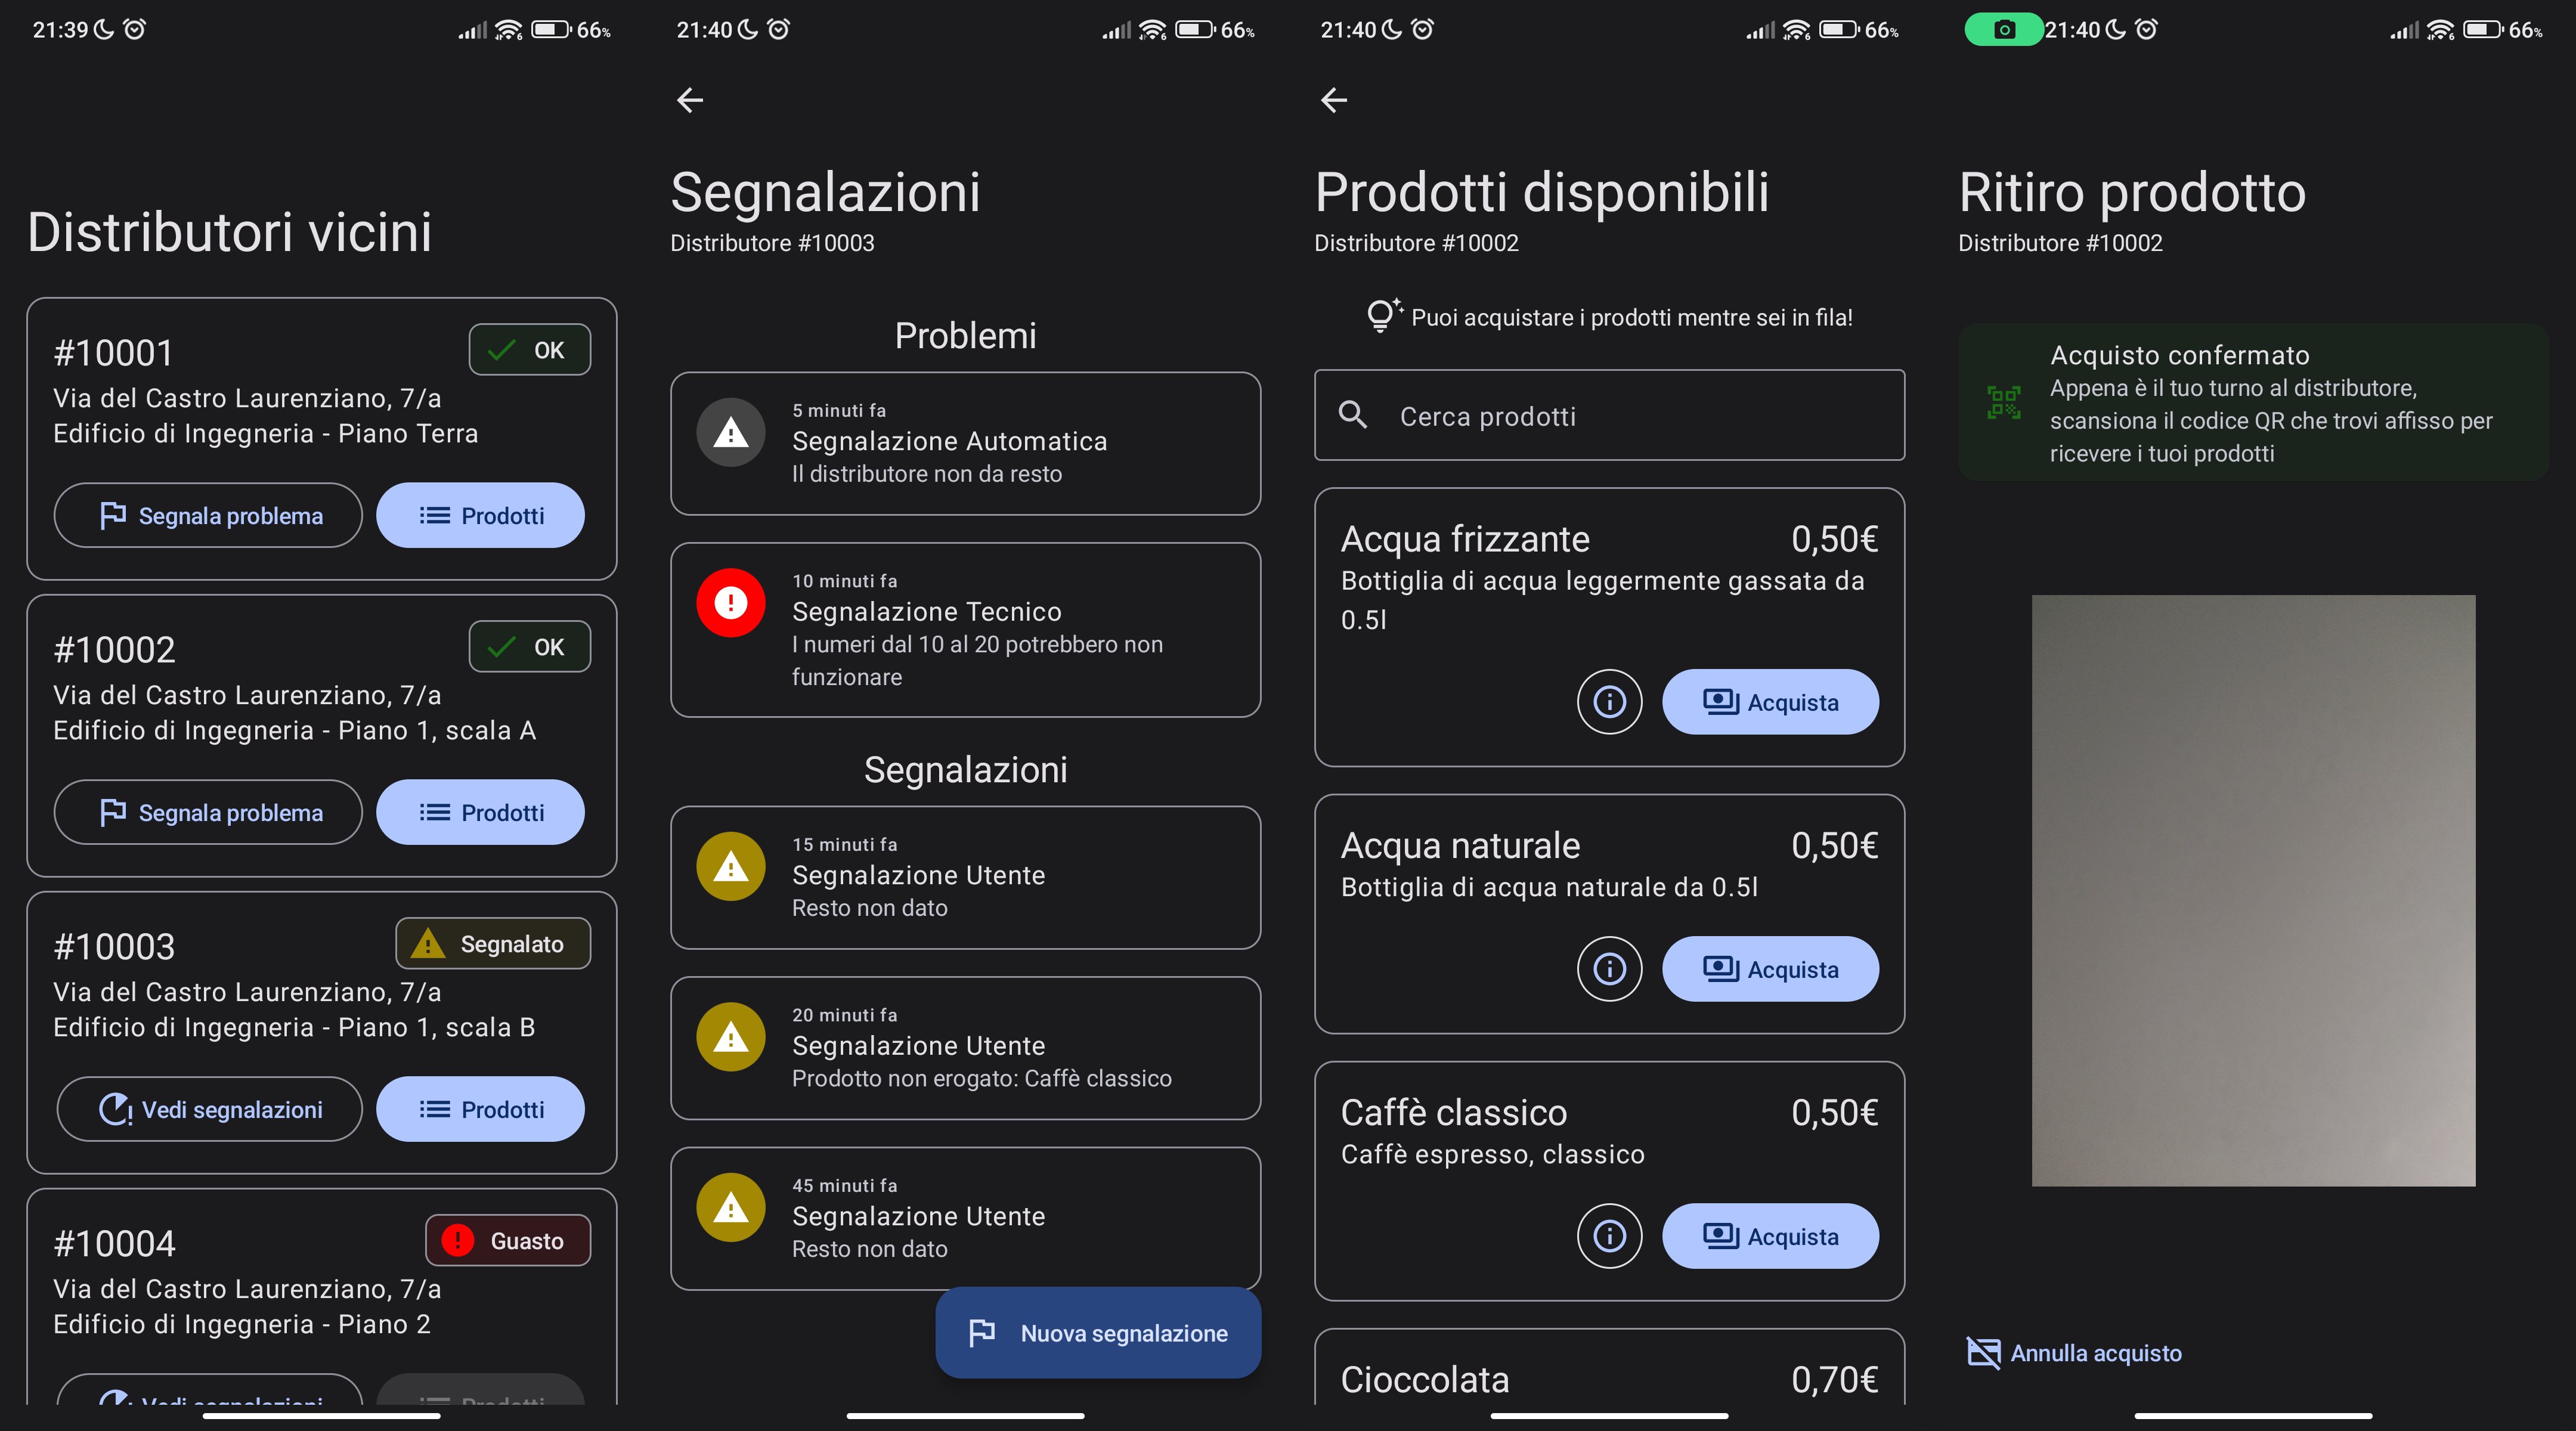 21:39
66%
Distributori vicini
#10001
OK
Via del Castro Laurenziano, 7/a
Edificio di Ingegneria - Piano Terra
Segnala problema
Prodotti
#10002
OK
Via del Castro Laurenziano, 7/a
Edificio di Ingegneria - Piano 1, scala A
Segnala problema
Prodotti
#10003
Segnalato
Via del Castro Laurenziano, 7/a
Edificio di Ingegneria - Piano 1, scala B
Vedi segnalazioni
Prodotti
#10004
Guasto
Via del Castro Laurenziano, 7/a
Edificio di Ingegneria - Piano 2
Vedi segnalazioni
Prodotti
21:40
66%
Segnalazioni
Distributore #10003
Problemi
5 minuti fa
Segnalazione Automatica
Il distributore non da resto
10 minuti fa
Segnalazione Tecnico
I numeri dal 10 al 20 potrebbero non
funzionare
Segnalazioni
15 minuti fa
Segnalazione Utente
Resto non dato
20 minuti fa
Segnalazione Utente
Prodotto non erogato: Caffè classico
45 minuti fa
Segnalazione Utente
Resto non dato
Nuova segnalazione
21:40
66%
Prodotti disponibili
Distributore #10002
Puoi acquistare i prodotti mentre sei in fila!
Cerca prodotti
Acqua frizzante
0,50€
Bottiglia di acqua leggermente gassata da
0.5l
Acquista
Acqua naturale
0,50€
Bottiglia di acqua naturale da 0.5l
Acquista
Caffè classico
0,50€
Caffè espresso, classico
Acquista
Cioccolata
0,70€
21:40
66%
Ritiro prodotto
Distributore #10002
Acquisto confermato
Appena è il tuo turno al distributore,
scansiona il codice QR che trovi affisso per
ricevere i tuoi prodotti
Annulla acquisto